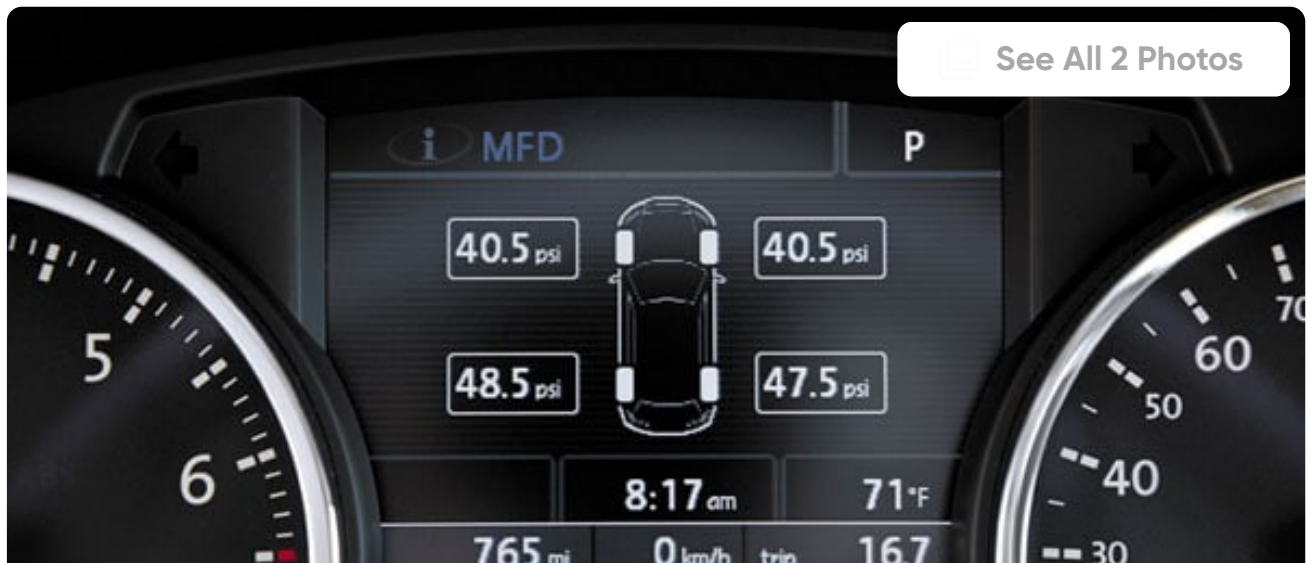 See All 2 Photos
i MFD
P
40.5 psi
40.5 psi
48.5 psi
47.5 psi
5
6
70
60
50
40
30
8:17 am
71°F
765 mi
0 km/h
trip
16.7